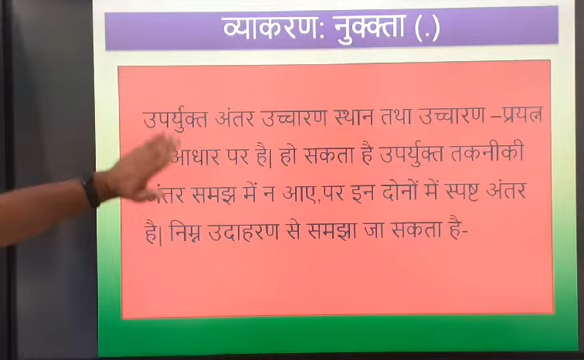 व्याकरण: नुक्क्ता (.)
उपर्युक्त अंतर उच्चारण स्थान तथा उच्चारण –प्रयत्न
आधार पर है| हो सकता है उपर्युक्त तकनीकी
अंतर समझ में न आए,पर इन दोनों में स्पष्ट अंतर
है| निम्न उदाहरण से समझा जा सकता है-